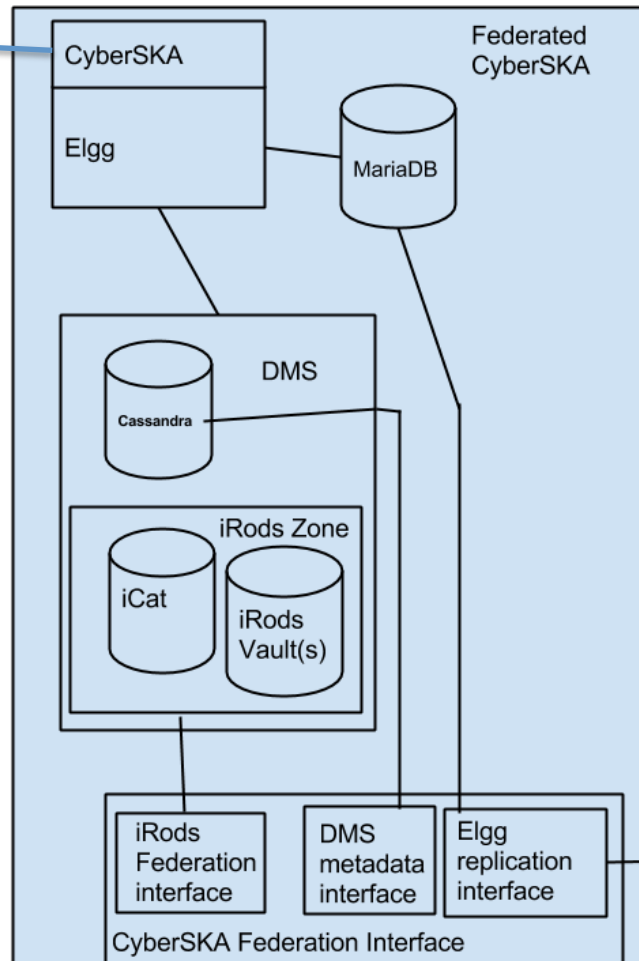 Federated
CyberSKA
CyberSKA
Elgg
MariaDB
DMS
Cassandra
iRods Zone
iCat
iRods
Vault(s)
iRods
Federation
interface
DMS
metadata
interface
Elgg
replication
interface
CyberSKA Federation Interface